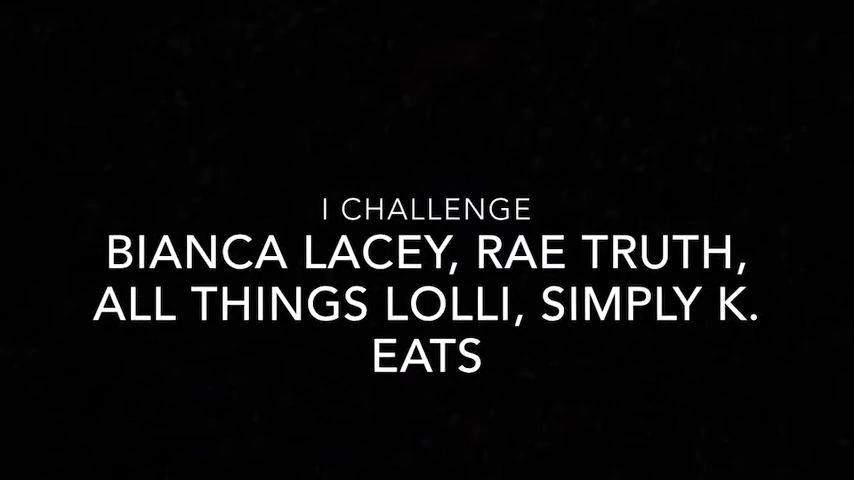 I CHALLENGE
BIANCA LACEY, RAE TRUTH,
ALL THINGS LOLLI, SIMPLY K.
EATS